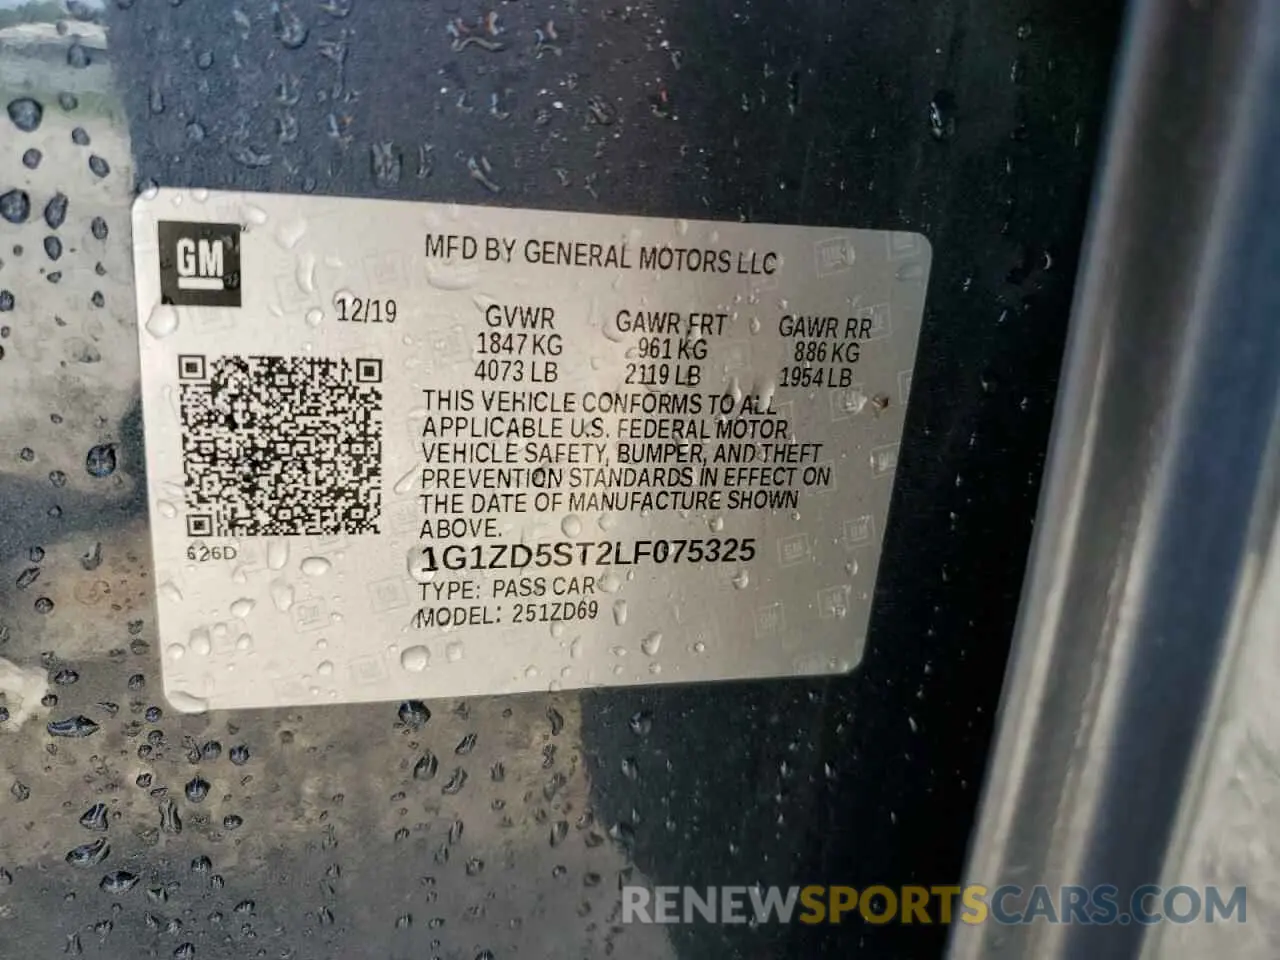 GM
MFD BY GENERAL MOTORS LLC
12/19
GVWR GAWR FRT GAWR RR
1847 KG 961 KG 886 KG
4073 LB 2119 LB 1954 LB
THIS VEHICLE CONFORMS TO ALL
APPLICABLE U.S. FEDERAL MOTOR
VEHICLE SAFETY, BUMPER, AND THEFT
PREVENTION STANDARDS IN EFFECT ON
THE DATE OF MANUFACTURE SHOWN
ABOVE.
626D
1G1ZD5ST2LF075325
TYPE: PASS CAR
MODEL: 251ZD69
RENEWSPORTSCARS.COM